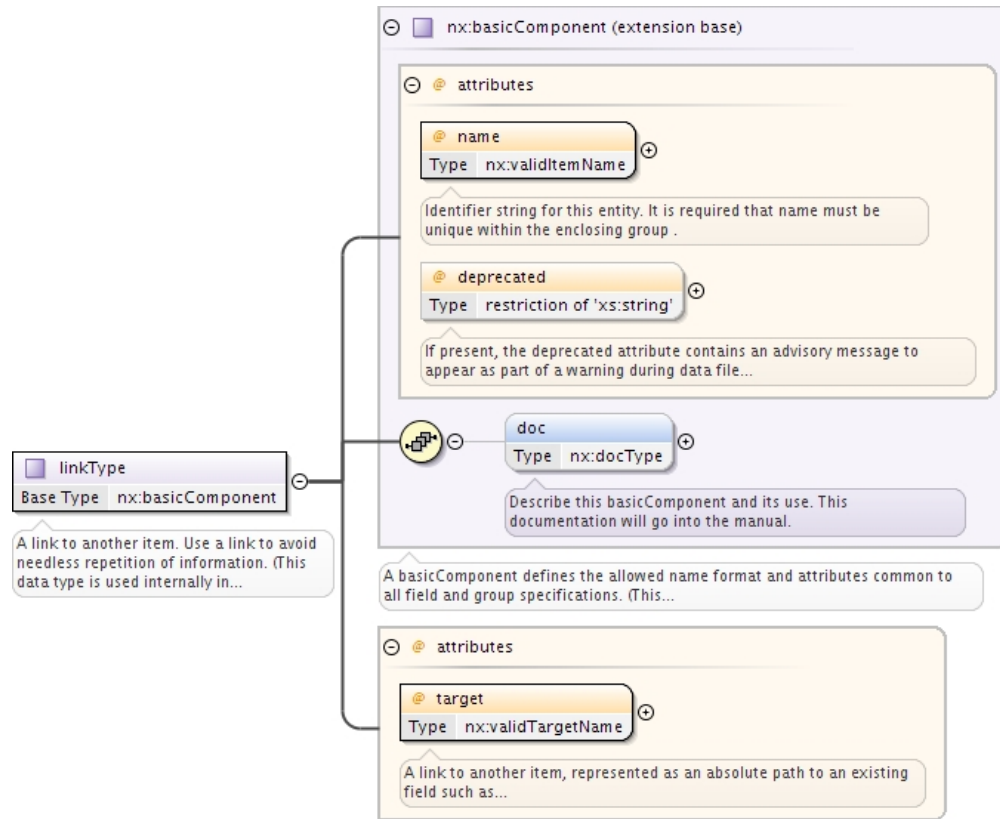 nx:basicComponent (extension base)
@ attributes
@ name
Type nx:validItemName
Identifier string for this entity. It is required that name must be
unique within the enclosing group .
@ deprecated
Type restriction of 'xs:string'
If present, the deprecated attribute contains an advisory message to
appear as part of a warning during data file...
linkType
Base Type nx:basicComponent
A link to another item. Use a link to avoid
needless repetition of information. (This
data type is used internally in...
doc
Type nx:docType
Describe this basicComponent and its use. This
documentation will go into the manual.
A basicComponent defines the allowed name format and attributes common to
all field and group specifications. (This...
@ attributes
@ target
Type nx:validTargetName
A link to another item, represented as an absolute path to an existing
field such as...